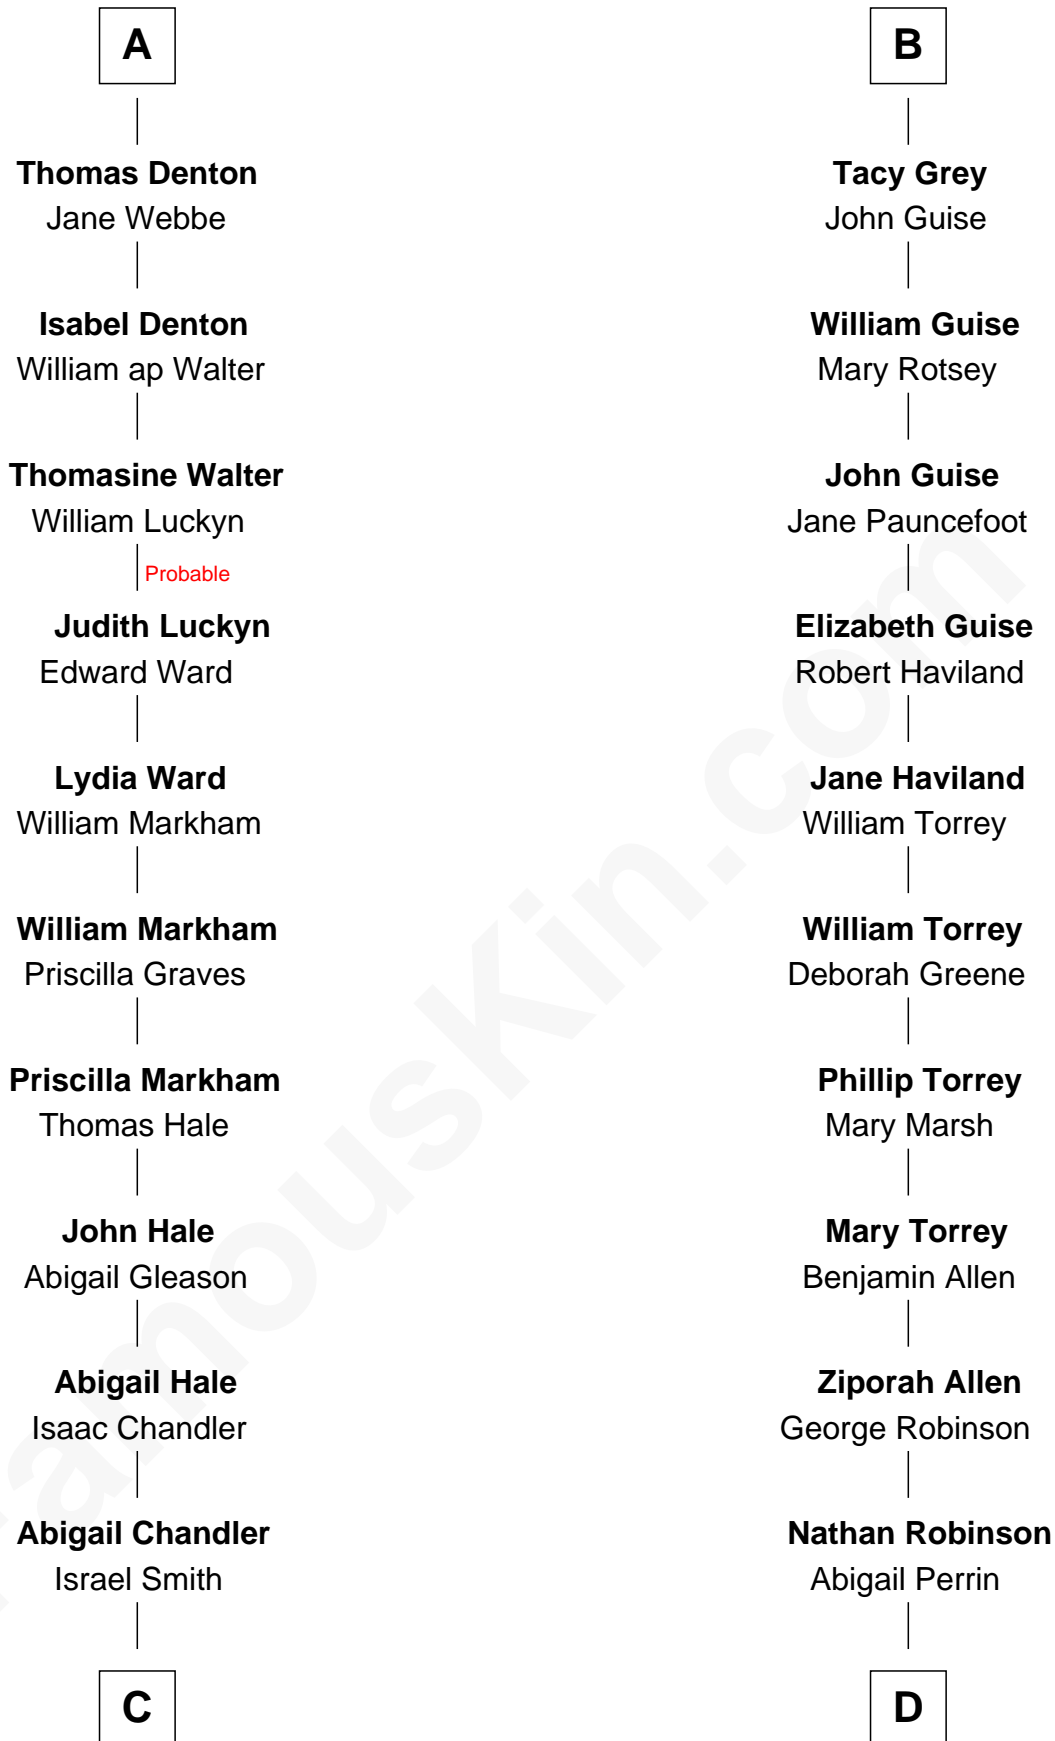 A
Thomas Denton
Jane Webbe
Isabel Denton
William ap Walter
Thomasine Walter
William Luckyn
Probable
Judith Luckyn
Edward Ward
Lydia Ward
William Markham
William Markham
Priscilla Graves
Priscilla Markham
Thomas Hale
John Hale
Abigail Gleason
Abigail Hale
Isaac Chandler
Abigail Chandler
Israel Smith
C
B
Tacy Grey
John Guise
William Guise
Mary Rotsey
John Guise
Jane Pauncefoot
Elizabeth Guise
Robert Haviland
Jane Haviland
William Torrey
William Torrey
Deborah Greene
Phillip Torrey
Mary Marsh
Mary Torrey
Benjamin Allen
Ziporah Allen
George Robinson
Nathan Robinson
Abigail Perrin
D
FamousKin.com